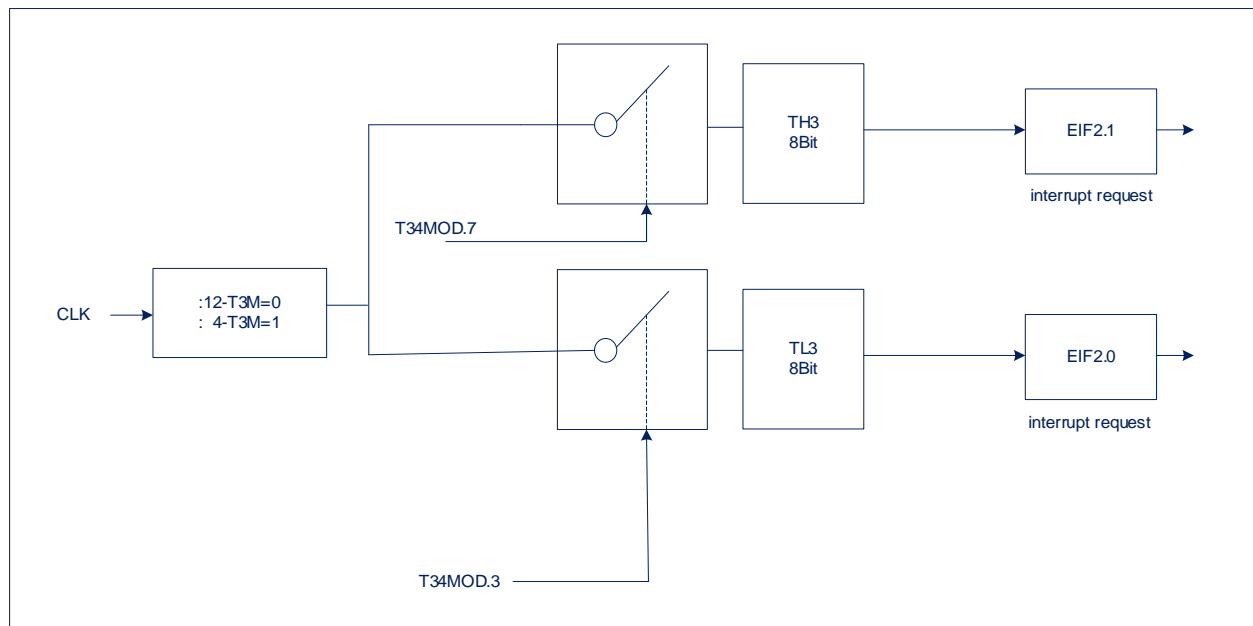 TH3
8Bit
EIF2.1
interrupt request
T34MOD.7
CLK
:12-T3M=0
: 4-T3M=1
TL3
8Bit
EIF2.0
interrupt request
T34MOD.3